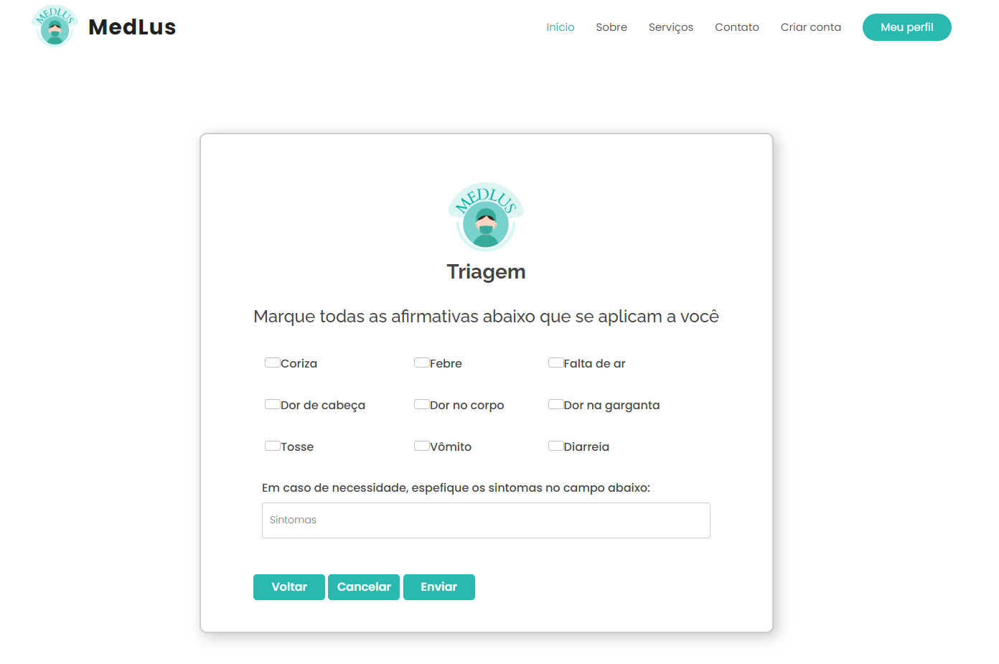 MEDLUS
MedLus
Início Sobre Serviços Contato Criar conta Meu perfil
MEDLUS
Triagem
Marque todas as afirmativas abaixo que se aplicam a você
Coriza Febre Falta de ar
Dor de cabeça Dor no corpo Dor na garganta
Tosse Vômito Diarreia
Em caso de necessidade, espefique os sintomas no campo abaixo:
Sintomas
Voltar Cancelar Enviar